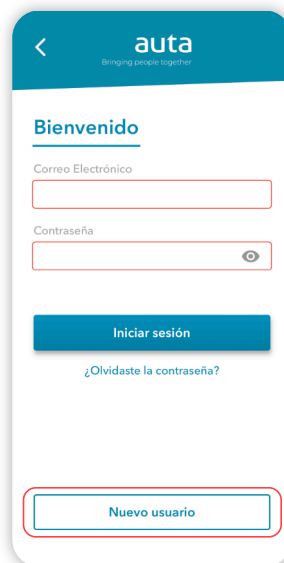 auta
Bringing people together
Bienvenido
Correo Electrónico
Contraseña
Iniciar sesión
¿Olvidaste la contraseña?
Nuevo usuario